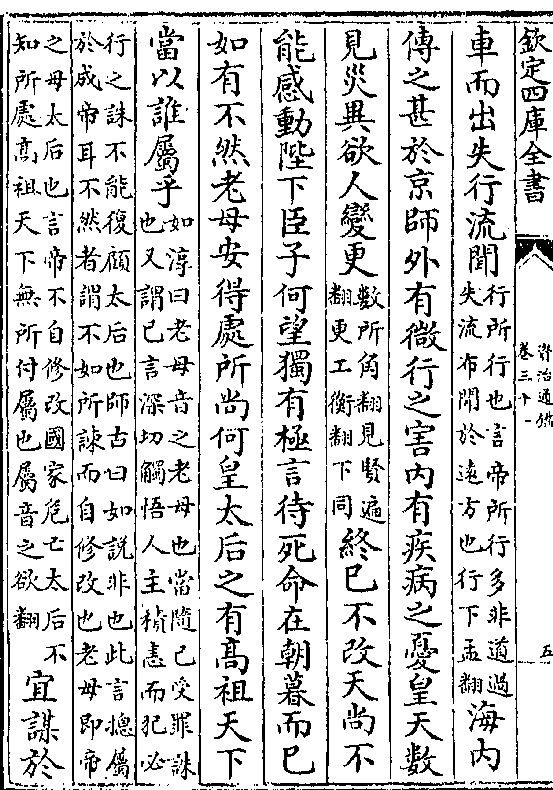 欽定四庫全書
資治通鑑
卷三十一
五
車而出失行流聞行所行也言帝所行多非道過
失流布聞於遠方也行下孟翻海内
傳之甚於京師外有微行之害内有疾病之憂皇天數
見災異欲人變更數所角翻見賢遍
翻更工衡翻下同終已不改天尚不
能感動陛下臣子何望獨有極言待死命在朝暮而已
如有不然老母安得處所尚何皇太后之有髙祖天下
當以誰屬乎如淳曰老母音之老母也當隨已受罪誅
也又謂已言深切觸悟人主積恚而犯必
行之誅不能復顧太后也師古曰如説非也此言揔屬
於成帝耳不然者謂不如所諫而自修改也老母即帝
之母太后也言帝不自修改國家危亡太后不
知所處髙祖天下無所付屬也屬音之欲翻宜謀於